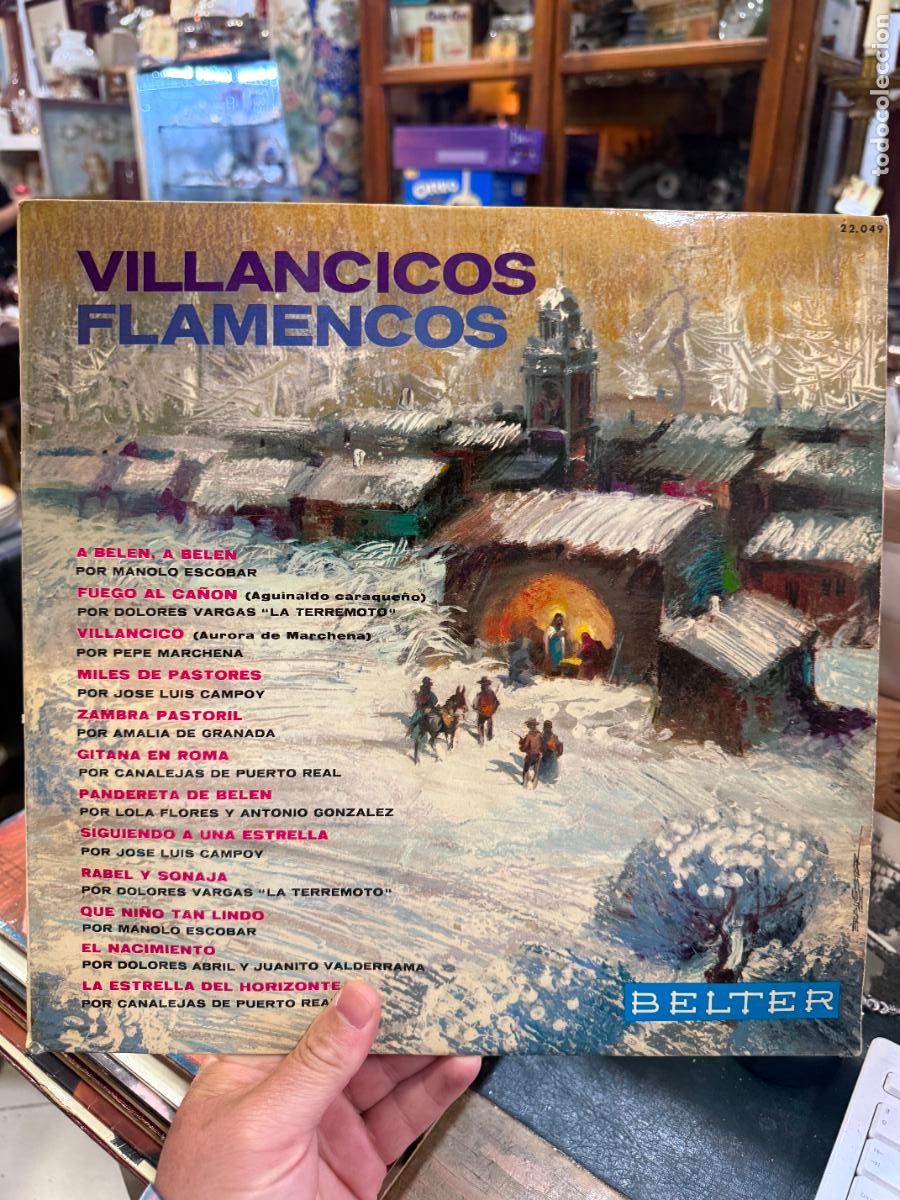 todocoleccion
22.049
VILLANCICOS
FLAMENCOS
A BELEN, A BELEN
POR MANOLO ESCOBAR
FUEGO AL CAÑON (Aguinaldo caraqueño)
POR DOLORES VARGAS "LA TERREMOTO"
VILLANCICO (Aurora de Marchena)
POR PEPE MARCHENA
MILES DE PASTORES
POR JOSE LUIS CAMPOY
ZAMBRA PASTORIL
POR AMALIA DE GRANADA
GITANA EN ROMA
POR CANALEJAS DE PUERTO REAL
PANDERETA DE BELEN
POR LOLA FLORES Y ANTONIO GONZALEZ
SIGUIENDO A UNA ESTRELLA
POR JOSE LUIS CAMPOY
RABEL Y SONAJA
POR DOLORES VARGAS "LA TERREMOTO"
QUE NIÑO TAN LINDO
POR MANOLO ESCOBAR
EL NACIMIENTO
POR DOLORES ABRIL Y JUANITO VALDERRAMA
LA ESTRELLA DEL HORIZONTE
POR CANALEJAS DE PUERTO REA
BELTER